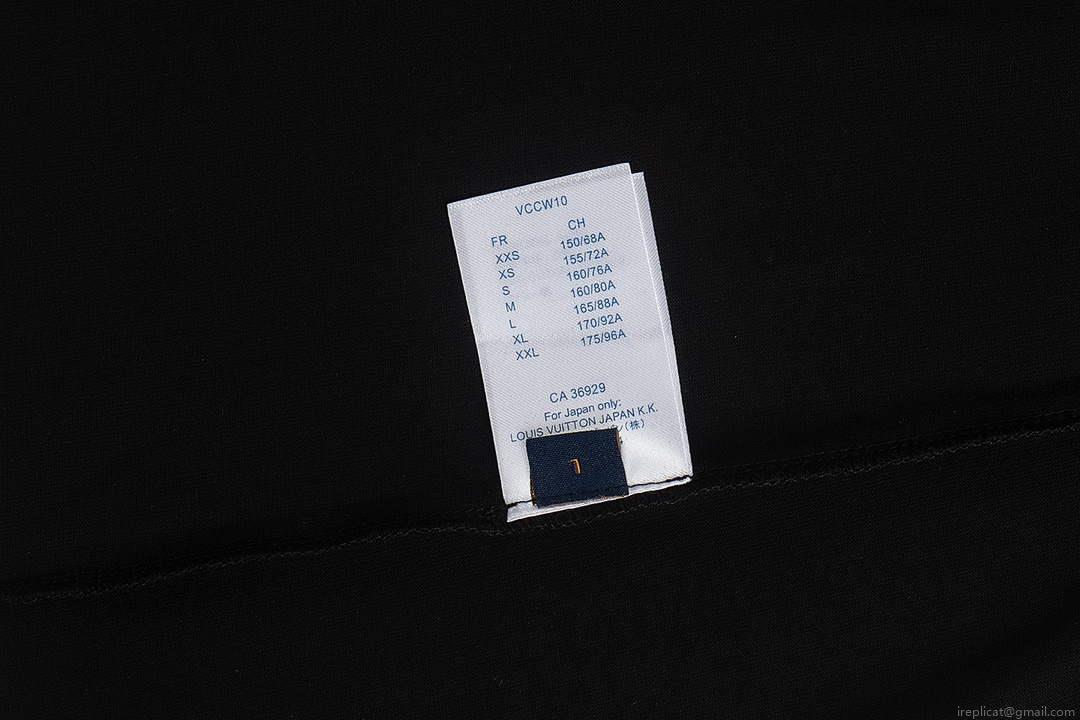 VCCW10
FR CH
XXS 150/68A
XS 155/72A
S 160/76A
M 160/80A
L 165/88A
XL 170/92A
XXL 175/96A
CA 36929
For Japan only:
LOUIS VUITTON JAPAN K.K.
(株)
L
ireplicat@gmail.com